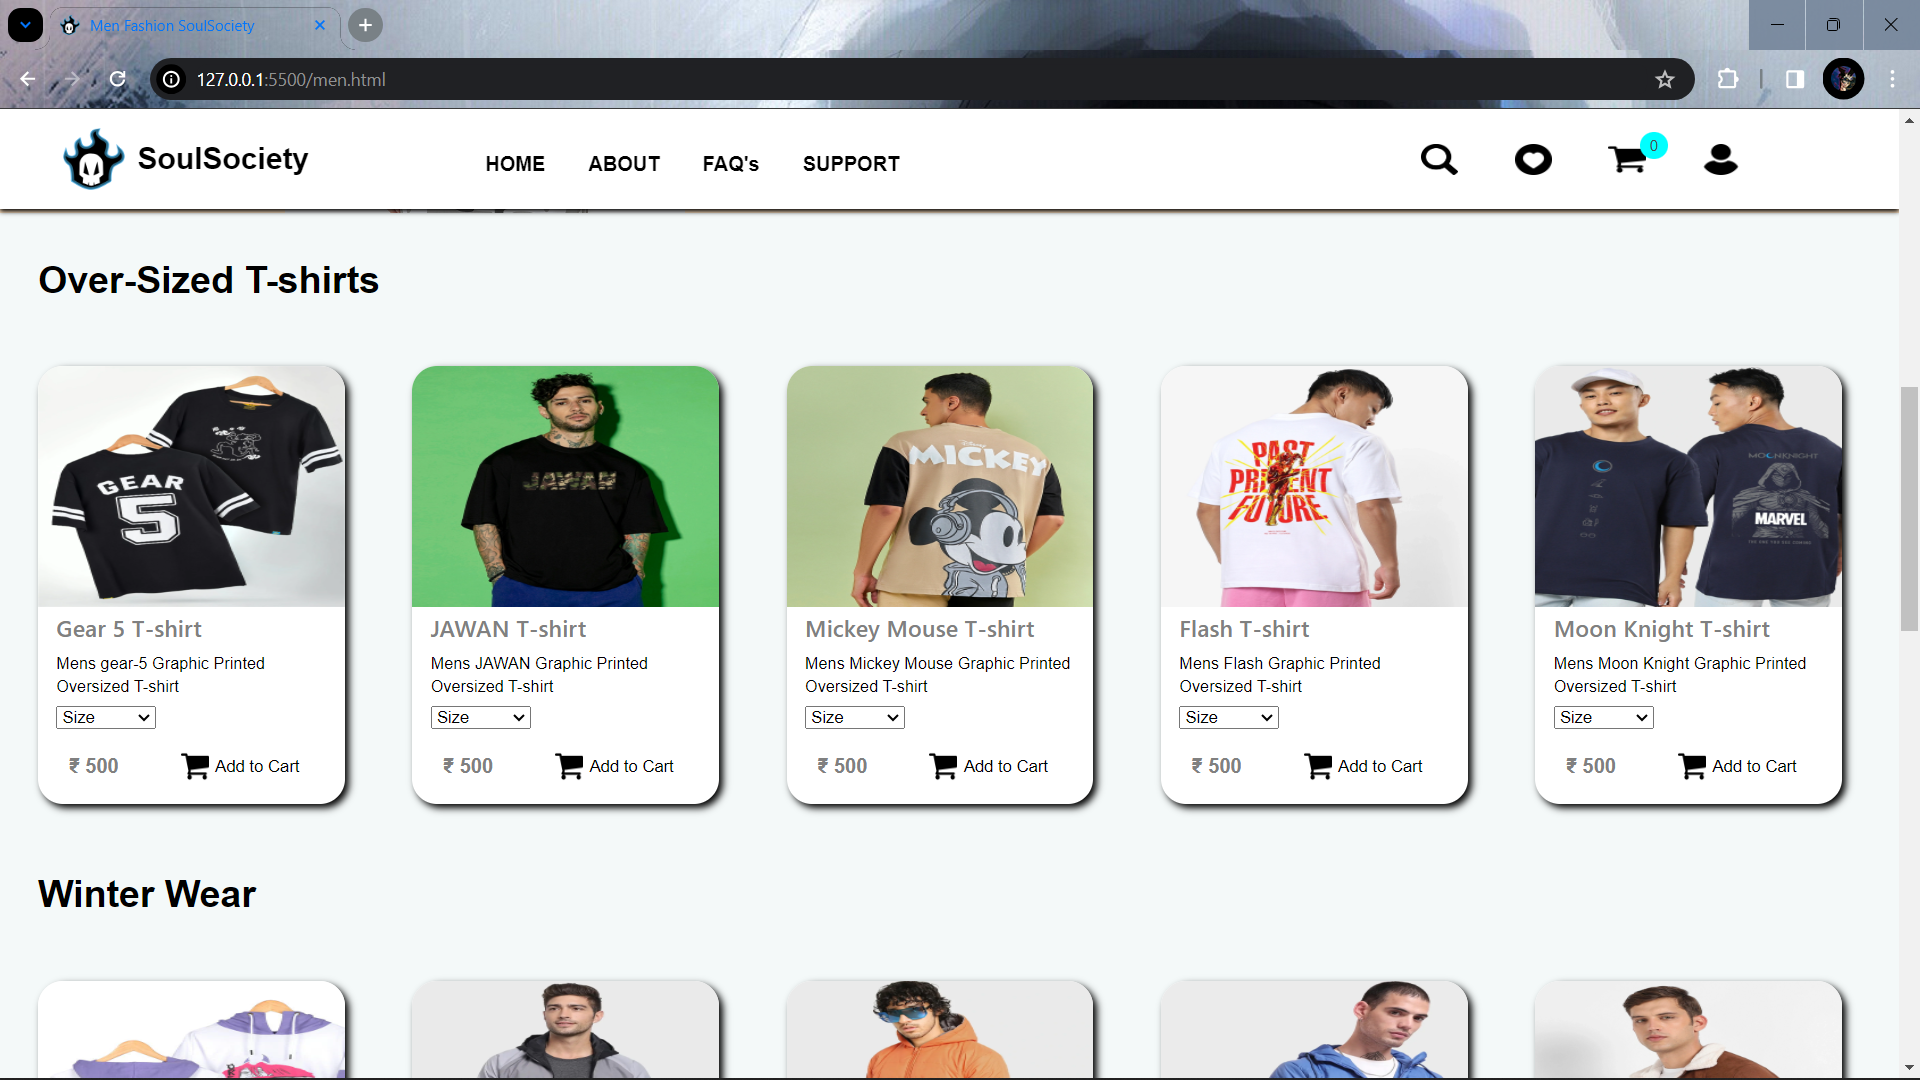 Men Fashion SoulSociety
127.0.0.1:5500/men.html
SoulSociety
HOME
ABOUT
FAQ's
SUPPORT
0
Over-Sized T-shirts
GEAR
5
JAWAN
Disney
MICKEY
PAST
PRESENT
FUTURE
MOONKNIGHT
MARVEL
Gear 5 T-shirt
Mens gear-5 Graphic Printed
Oversized T-shirt
Size
₹ 500
Add to Cart
JAWAN T-shirt
Mens JAWAN Graphic Printed
Oversized T-shirt
Size
₹ 500
Add to Cart
Mickey Mouse T-shirt
Mens Mickey Mouse Graphic Printed
Oversized T-shirt
Size
₹ 500
Add to Cart
Flash T-shirt
Mens Flash Graphic Printed
Oversized T-shirt
Size
₹ 500
Add to Cart
Moon Knight T-shirt
Mens Moon Knight Graphic Printed
Oversized T-shirt
Size
₹ 500
Add to Cart
Winter Wear